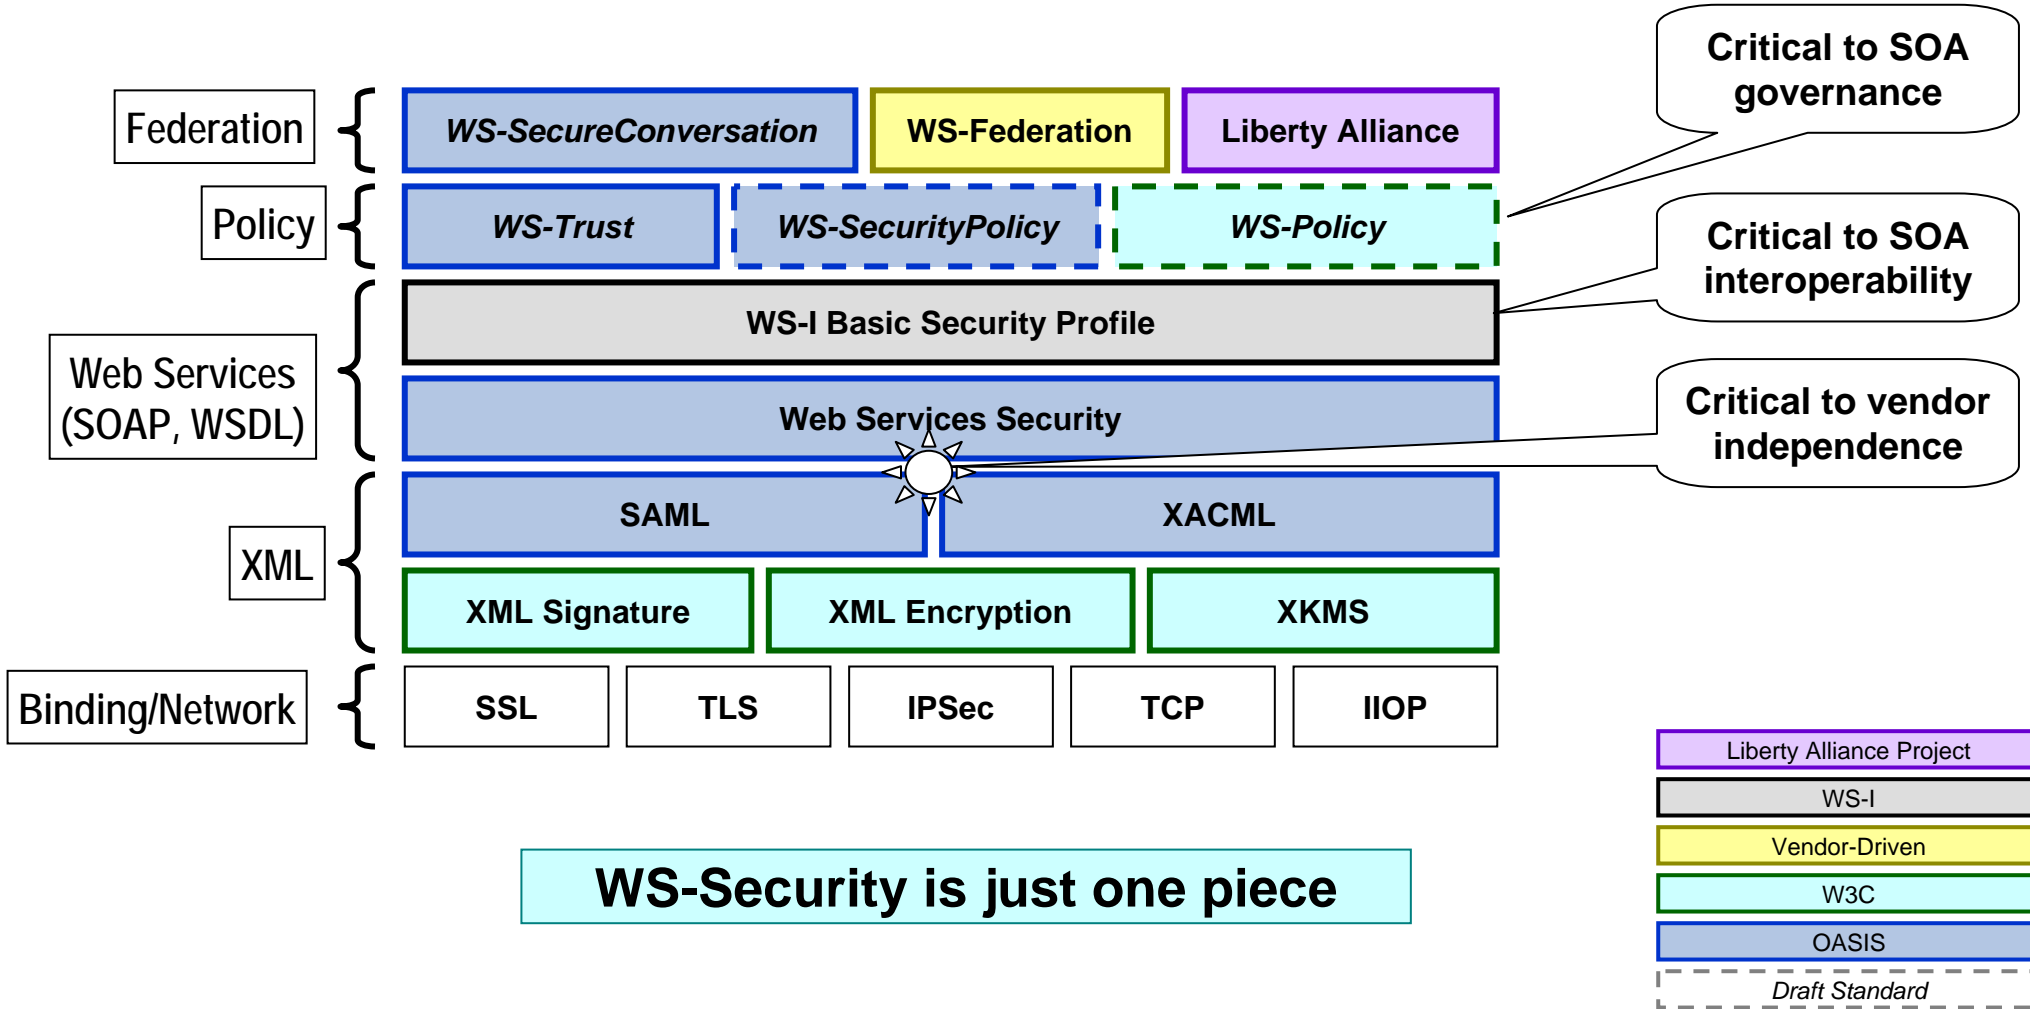 Critical to SOA
governance
Federation
WS-SecureConversation
WS-Federation
Liberty Alliance
Policy
WS-Trust
WS-SecurityPolicy
WS-Policy
Critical to SOA
interoperability
Web Services
(SOAP, WSDL)
WS-I Basic Security Profile
Web Services Security
Critical to vendor
independence
XML
SAML
XACML
XML Signature
XML Encryption
XKMS
Binding/Network
SSL
TLS
IPSec
TCP
IIOP
Liberty Alliance Project
WS-I
Vendor-Driven
W3C
OASIS
Draft Standard
WS-Security is just one piece